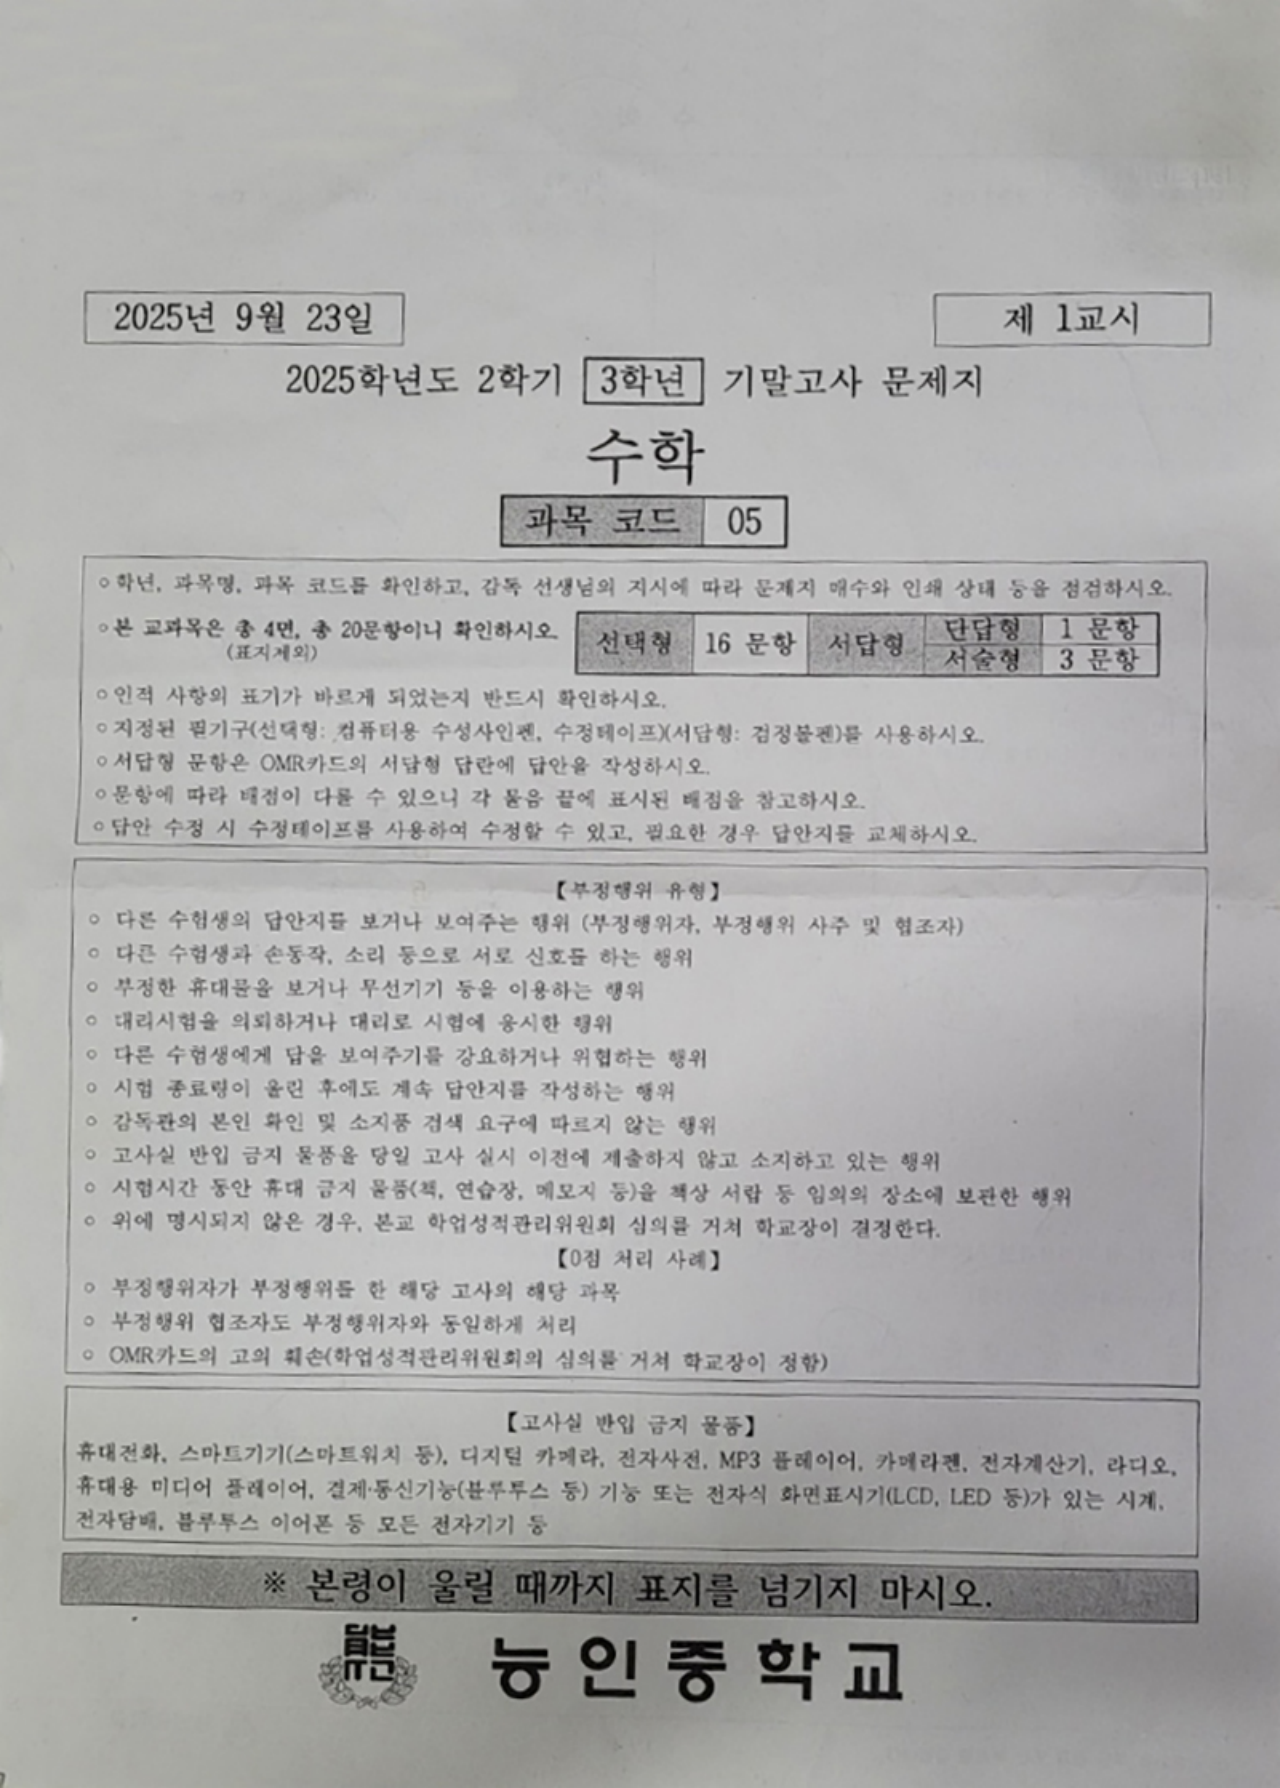 2025년 9월 23일
제 1교시
2025학년도 2학기 3학년 기말고사 문제지
수학
과목 코드 05
○학년, 과목명, 과목 코드를 확인하고, 감독 선생님의 지시에 따라 문제지 매수와 인쇄 상태 등을 점검하시오.
○본 교과목은 총 4면, 총 20문항이니 확인하시오.
(표지제외)
선택형 16 문항 서답형 단답형 1 문항
서술형 3 문항
○인적 사항의 표기가 바르게 되었는지 반드시 확인하시오.
○지정된 필기구(선택형: 컴퓨터용 수성사인펜, 수정테이프)(서답형: 검정볼펜)를 사용하시오.
○서답형 문항은 OMR카드의 서답형 답란에 답안을 작성하시오.
○문항에 따라 배점이 다를 수 있으니 각 물음 끝에 표시된 배점을 참고하시오.
○답안 수정 시 수정테이프를 사용하여 수정할 수 있고, 필요한 경우 답안지를 교체하시오.
【부정행위 유형】
○ 다른 수험생의 답안지를 보거나 보여주는 행위 (부정행위자, 부정행위 사주 및 협조자)
○ 다른 수험생과 손동작, 소리 등으로 서로 신호를 하는 행위
○ 부정한 휴대물을 보거나 무선기기 등을 이용하는 행위
○ 대리시험을 의뢰하거나 대리로 시험에 응시한 행위
○ 다른 수험생에게 답을 보여주기를 강요하거나 위협하는 행위
○ 시험 종료령이 울린 후에도 계속 답안지를 작성하는 행위
○ 감독관의 본인 확인 및 소지품 검색 요구에 따르지 않는 행위
○ 고사실 반입 금지 물품을 당일 고사 실시 이전에 제출하지 않고 소지하고 있는 행위
○ 시험시간 동안 휴대 금지 물품(책, 연습장, 메모지 등)을 책상 서랍 등 임의의 장소에 보관한 행위
○ 위에 명시되지 않은 경우, 본교 학업성적관리위원회 심의를 거쳐 학교장이 결정한다.
【0점 처리 사례】
○ 부정행위자가 부정행위를 한 해당 고사의 해당 과목
○ 부정행위 협조자도 부정행위자와 동일하게 처리
○ OMR카드의 고의 훼손(학업성적관리위원회의 심의를 거쳐 학교장이 정함)
【고사실 반입 금지 물품】
휴대전화, 스마트기기(스마트워치 등), 디지털 카메라, 전자사전, MP3 플레이어, 카메라펜, 전자계산기, 라디오,
휴대용 미디어 플레이어, 결제·통신기능(블루투스 등) 기능 또는 전자식 화면표시기(LCD, LED 등)가 있는 시계,
전자담배, 블루투스 이어폰 등 모든 전자기기 등
※ 본령이 울릴 때까지 표지를 넘기지 마시오.
능인중학교